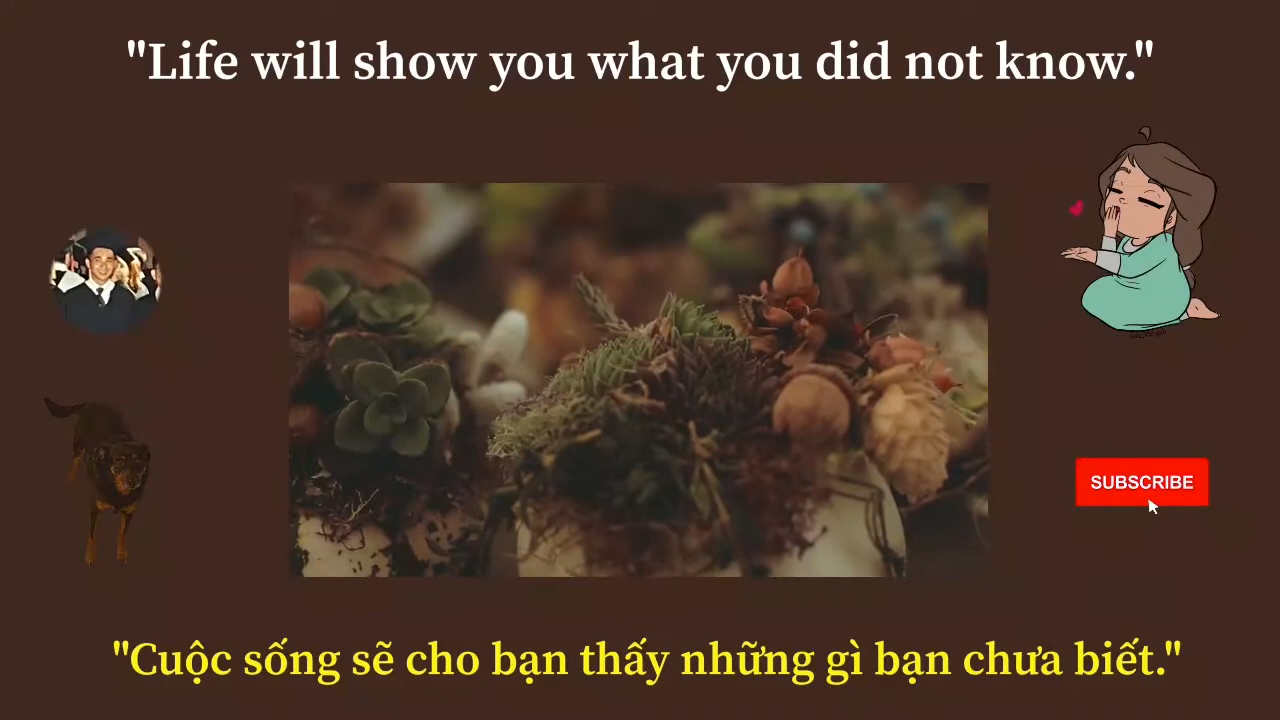 "Life will show you what you did not know."
SUBSCRIBE
"Cuộc sống sẽ cho bạn thấy những gì bạn chưa biết."